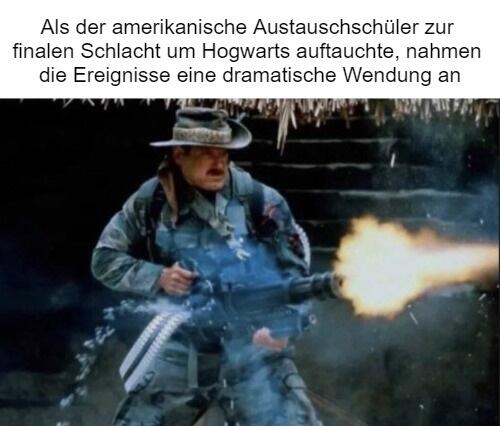 Als der amerikanische Austauschschüler zur
finalen Schlacht um Hogwarts auftauchte, nahmen
die Ereignisse eine dramatische Wendung an